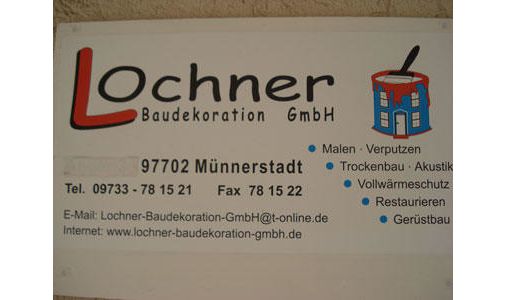 Lochner
Baudekoration GmbH
97702 Münnerstadt
Tel. 09733 - 78 15 21 Fax 78 15 22
E-Mail: Lochner-Baudekoration-GmbH@t-online.de
Internet: www.lochner-baudekoration-gmbh.de
Malen · Verputzen
Trockenbau · Akustik
Vollwärmeschutz
Restaurieren
Gerüstbau